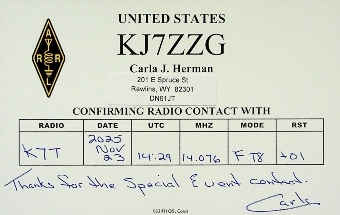 UNITED STATES
KJ7ZZG
Carla J. Herman
201 E Spruce St
Rawlins, WY 82301
DN61JT
A
R R
L
CONFIRMING RADIO CONTACT WITH
RADIO DATE UTC MHZ MODE RST
K7T 2025 Nov 23 14:29 14.076 FT8 +01
Thanks for the Special Event contact.
Carla